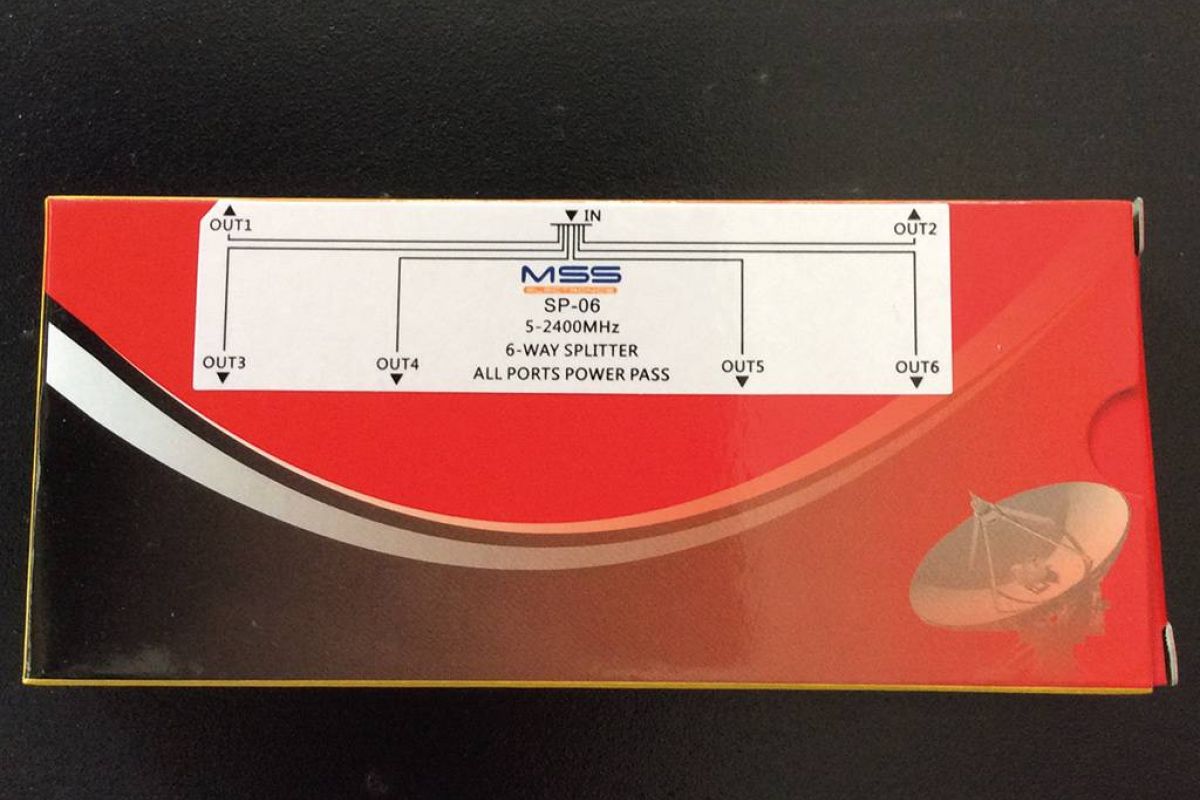 OUT1
IN
OUT2
MSS
ELECTRONICS
SP-06
5-2400MHz
6-WAY SPLITTER
OUT3
OUT4
ALL PORTS POWER PASS
OUT5
OUT6